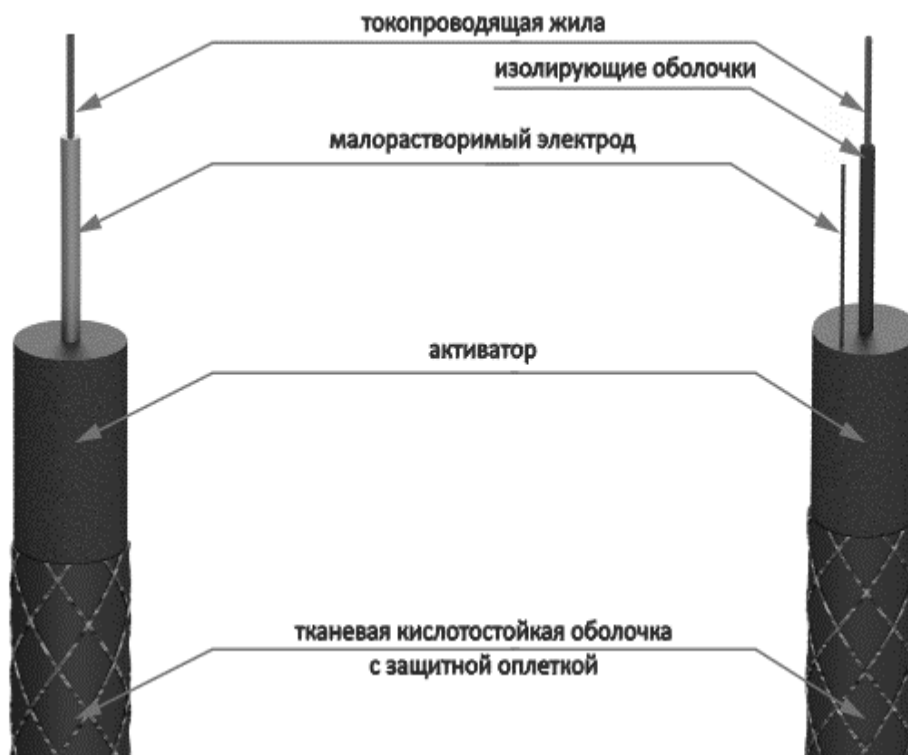 токопроводящая жила
изолирующие оболочки
малорастворимый электрод
активатор
тканевая кислотостойкая оболочка
с защитной оплеткой